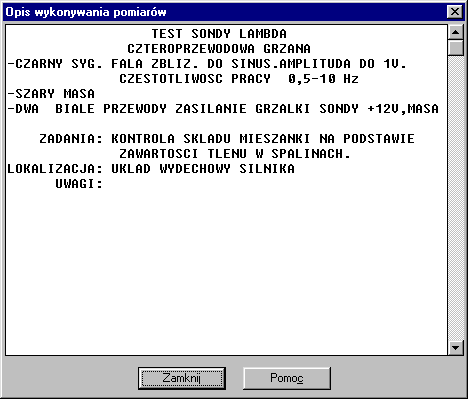 Opis wykonywania pomiarów
TEST SONDY LAMBDA
CZTEROPRZEWODOWA GRZANA
-CZARNY SYG. FALA ZBLIZ. DO SINUS.AMPLITUDA DO 1V.
CZESTOTLIWOSC PRACY 0,5-10 Hz
-SZARY MASA
-DWA BIALE PRZEWODY ZASILANIE GRZALKI SONDY +12V,MASA
ZADANIA: KONTROLA SKLADU MIESZANKI NA PODSTAWIE
ZAWARTOSCI TLENU W SPALINACH.
LOKALIZACJA: UKLAD WYDECHOWY SILNIKA
UWAGI:
Zamknij
Pomoc